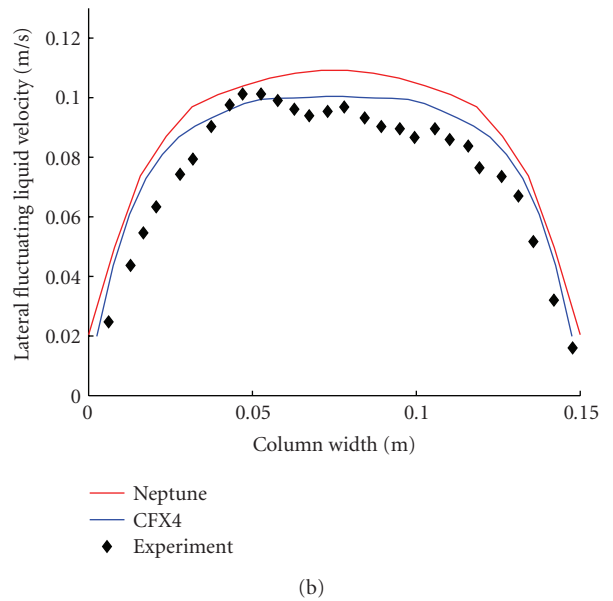 0.12
0.1
0.08
0.06
0.04
0.02
0
Lateral fluctuating liquid velocity (m/s)
0
0.05
0.1
0.15
Column width (m)
Neptune
CFX4
Experiment
(b)